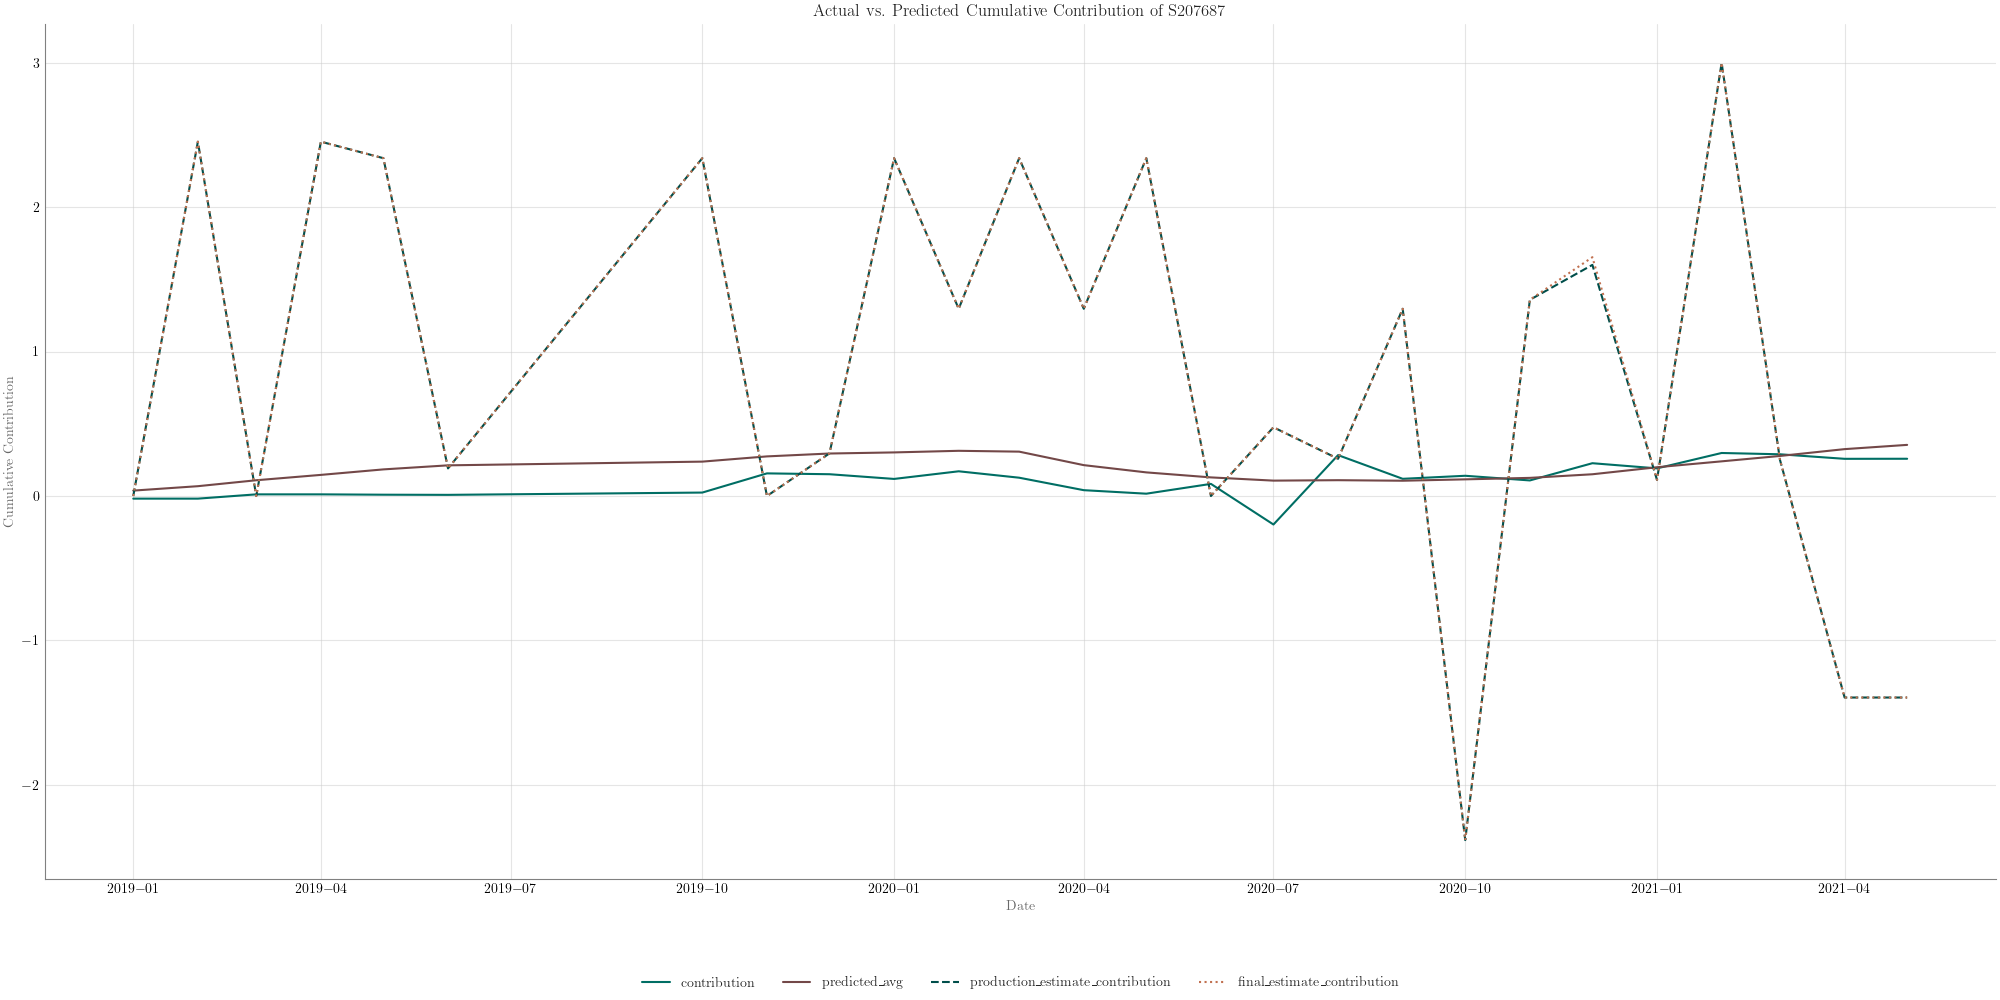 Actual vs. Predicted Cumulative Contribution of S207687
3
2
1
0
−1
−2
Cumulative Contribution
2019−01 2019−04 2019−07 2019−10 2020−01 2020−04 2020−07 2020−10 2021−01 2021−04
Date
contribution predicted_avg production_estimate_contribution final_estimate_contribution